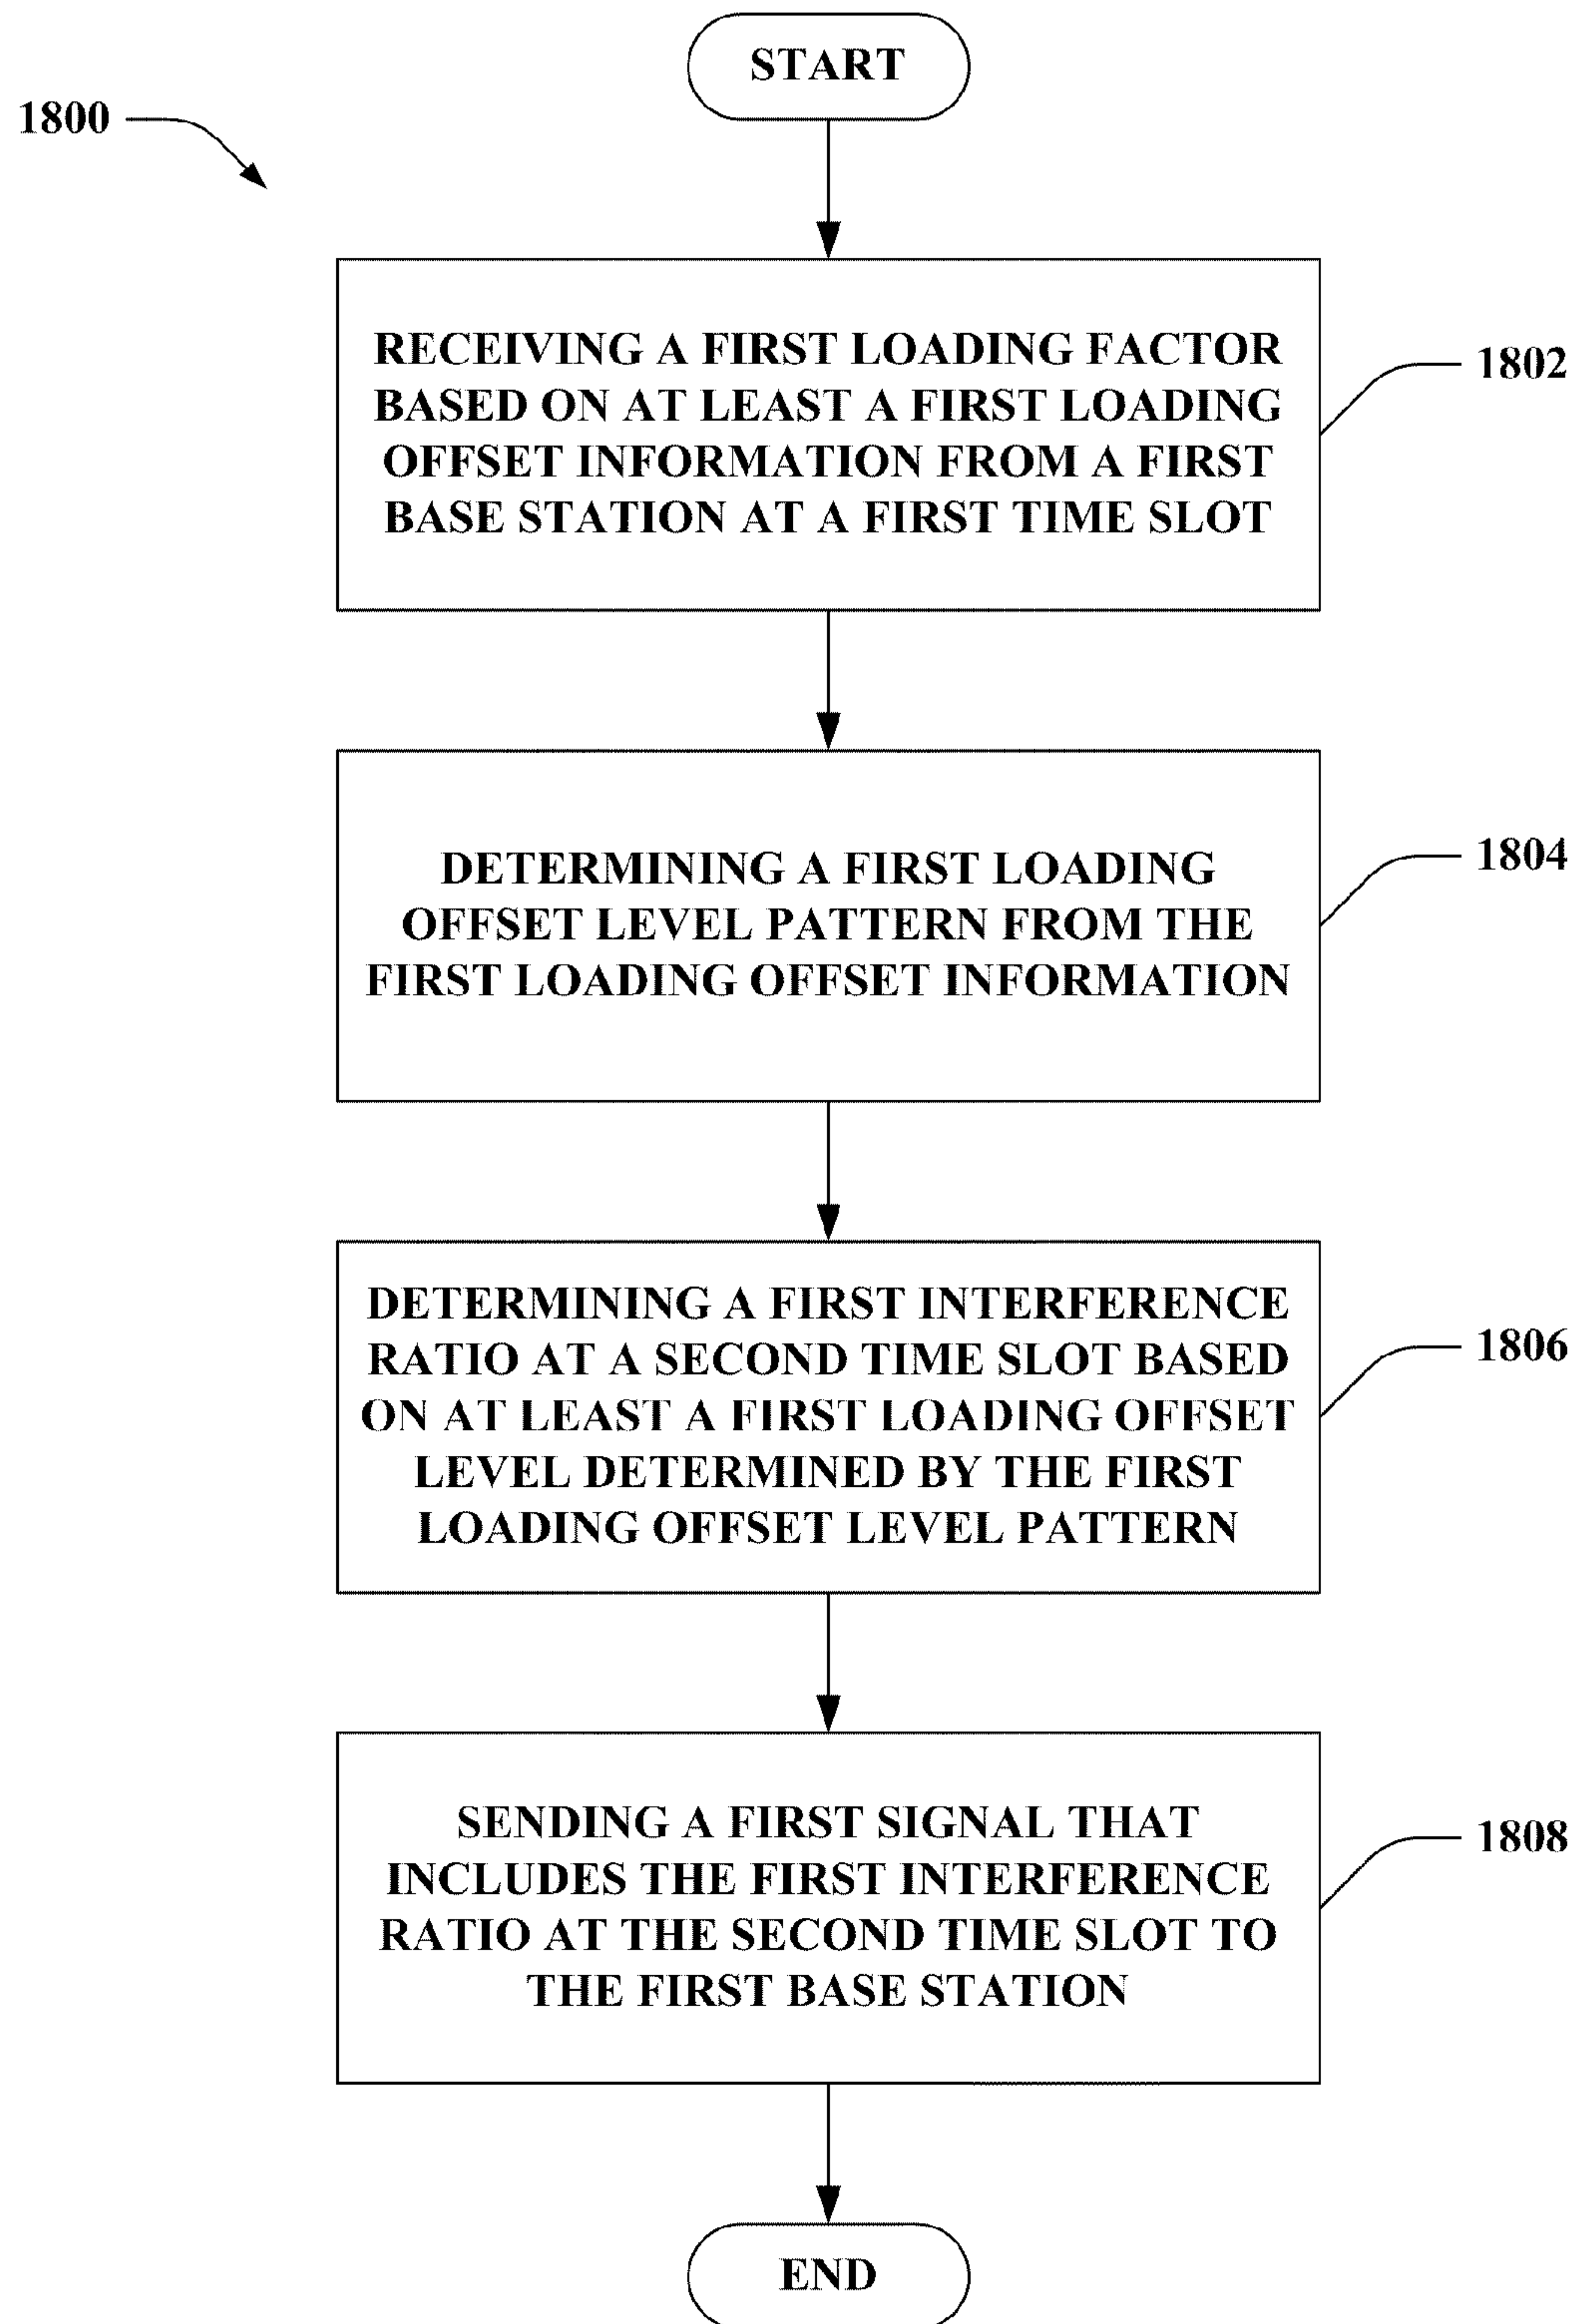 START
1800
RECEIVING A FIRST LOADING FACTOR
BASED ON AT LEAST A FIRST LOADING
OFFSET INFORMATION FROM A FIRST
BASE STATION AT A FIRST TIME SLOT
1802
DETERMINING A FIRST LOADING
OFFSET LEVEL PATTERN FROM THE
FIRST LOADING OFFSET INFORMATION
1804
DETERMINING A FIRST INTERFERENCE
RATIO AT A SECOND TIME SLOT BASED
ON AT LEAST A FIRST LOADING OFFSET
LEVEL DETERMINED BY THE FIRST
LOADING OFFSET LEVEL PATTERN
1806
SENDING A FIRST SIGNAL THAT
INCLUDES THE FIRST INTERFERENCE
RATIO AT THE SECOND TIME SLOT TO
THE FIRST BASE STATION
1808
END